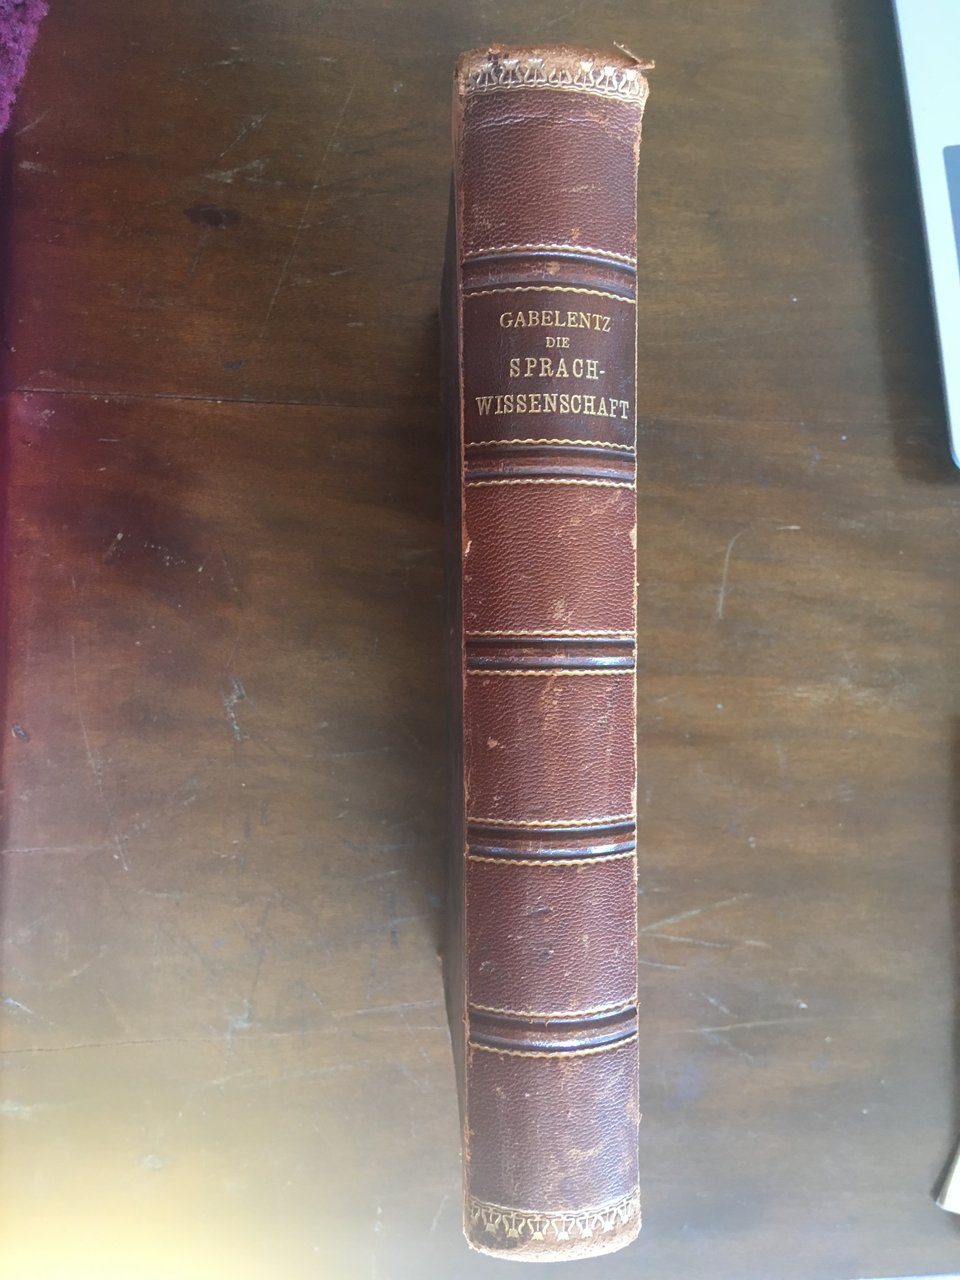 GABELENTZ
DIE
SPRACH-
WISSENSCHAFT